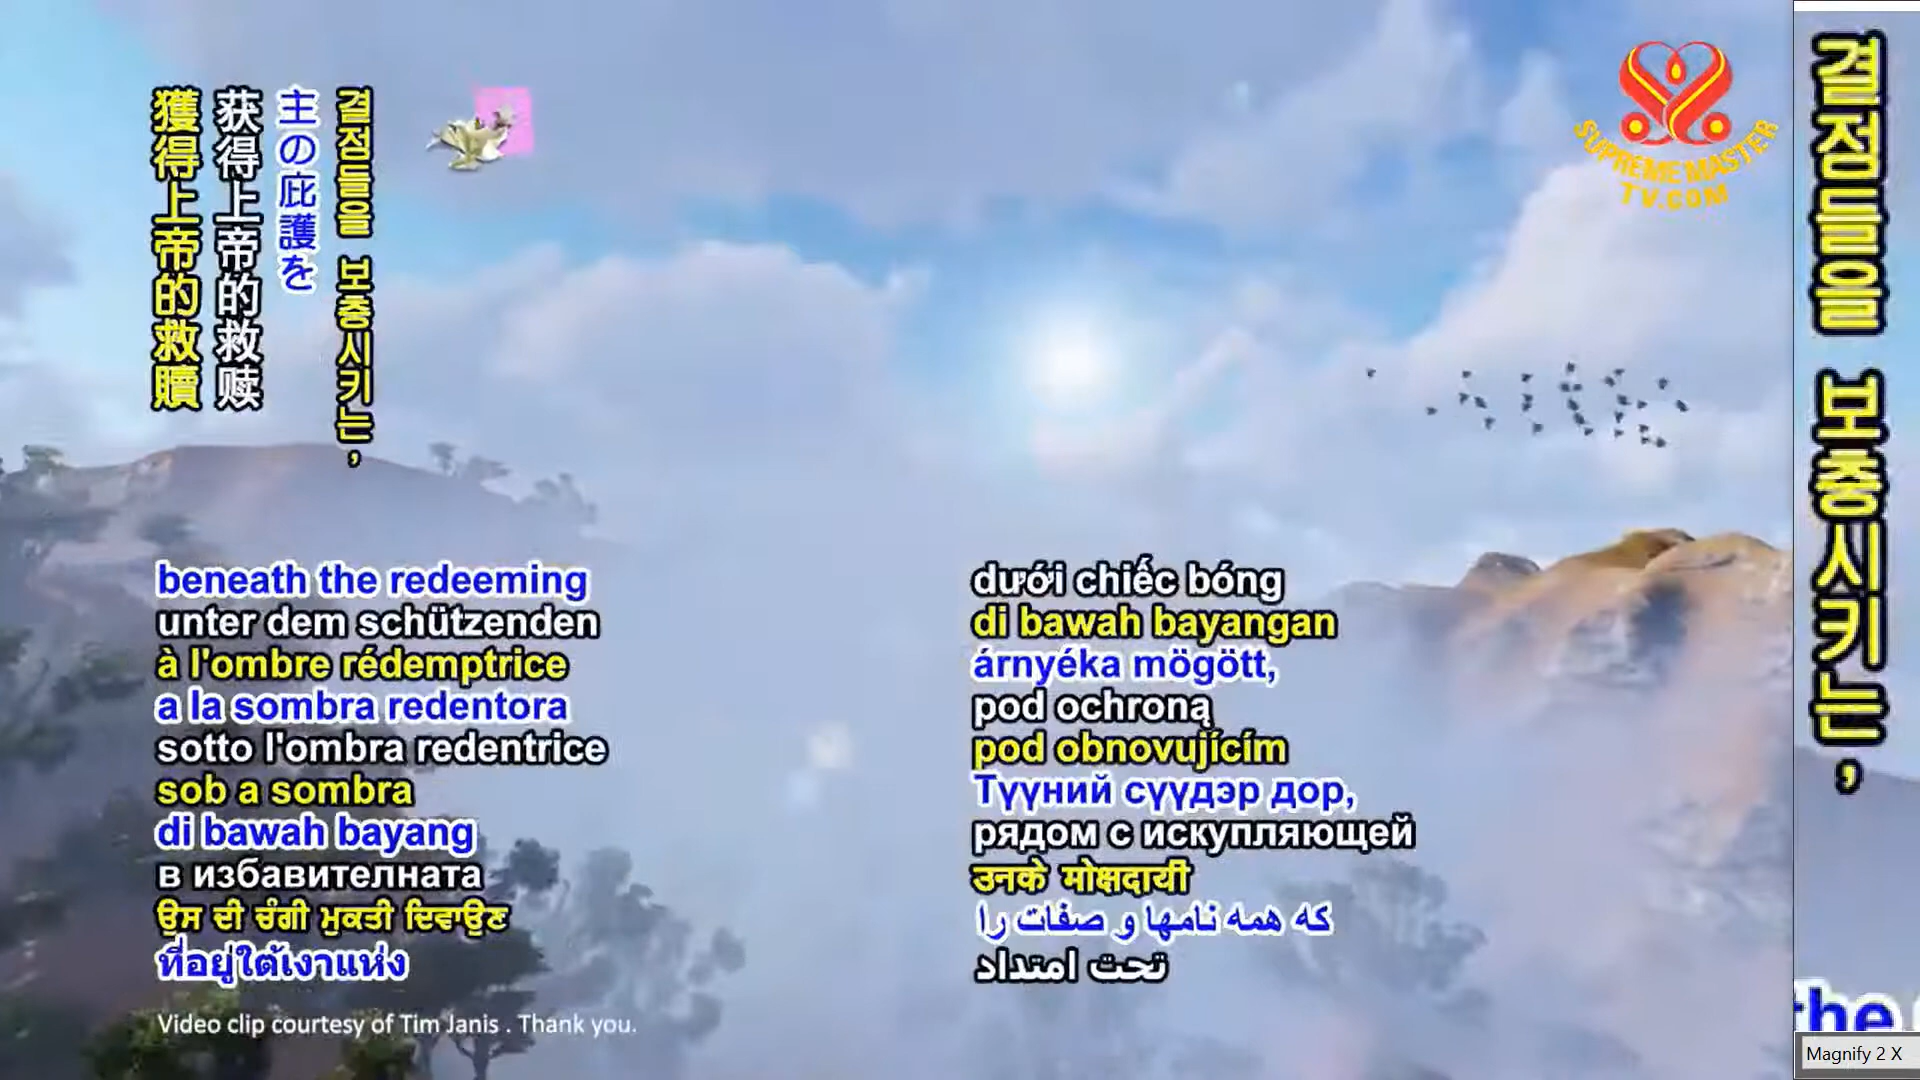 獲得上帝的救贖
获得上帝的救赎
主の庇護を
결점들을 보충시키는,
SUPREME MASTER
TV.COM
beneath the redeeming
unter dem schützenden
à l'ombre rédemptrice
a la sombra redentora
sotto l'ombra redentrice
sob a sombra
di bawah bayang
в избавителната
ਉਸ ਦੀ ਚੰਗੀ ਮੁਕਤੀ ਦਿਵਾਉਣ
ที่อยู่ใต้เงาแห่ง
dưới chiếc bóng
di bawah bayangan
árnyéka mögött,
pod ochroną
pod obnovujícím
Түүний сүүдэр дор,
рядом с искупляющей
उनके मोक्षदायी
که همه نامها و صفات را
تحت امتداد
Video clip courtesy of Tim Janis . Thank you.
결점들을 보충시키는,
the
Magnify 2 X